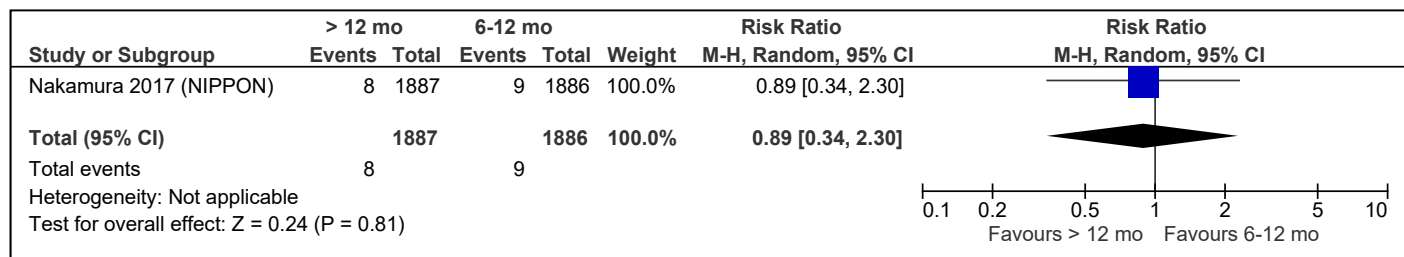 > 12 mo 6-12 mo Risk Ratio Risk Ratio
Study or Subgroup Events Total Events Total Weight M-H, Random, 95% CI M-H, Random, 95% CI
Nakamura 2017 (NIPPON) 8 1887 9 1886 100.0% 0.89 [0.34, 2.30]
Total (95% CI) 1887 1886 100.0% 0.89 [0.34, 2.30]
Total events 8 9
Heterogeneity: Not applicable
Test for overall effect: Z = 0.24 (P = 0.81)
0.1 0.2 0.5 1 2 5 10
Favours > 12 mo Favours 6-12 mo